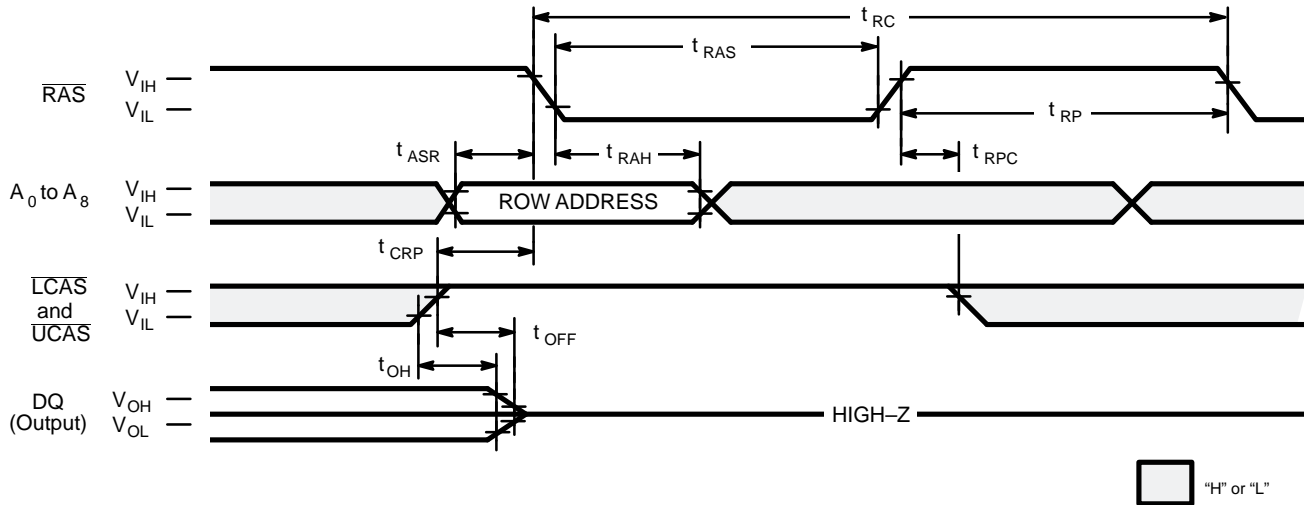 t RC
t RAS
RAS
V IH
V IL
t RP
t ASR
t RAH
t RPC
A 0 to A 8
V IH
V IL
ROW ADDRESS
t CRP
LCAS
and
UCAS
V IH
V IL
t OFF
t OH
DQ
(Output)
V OH
V OL
HIGH–Z
“H” or “L”